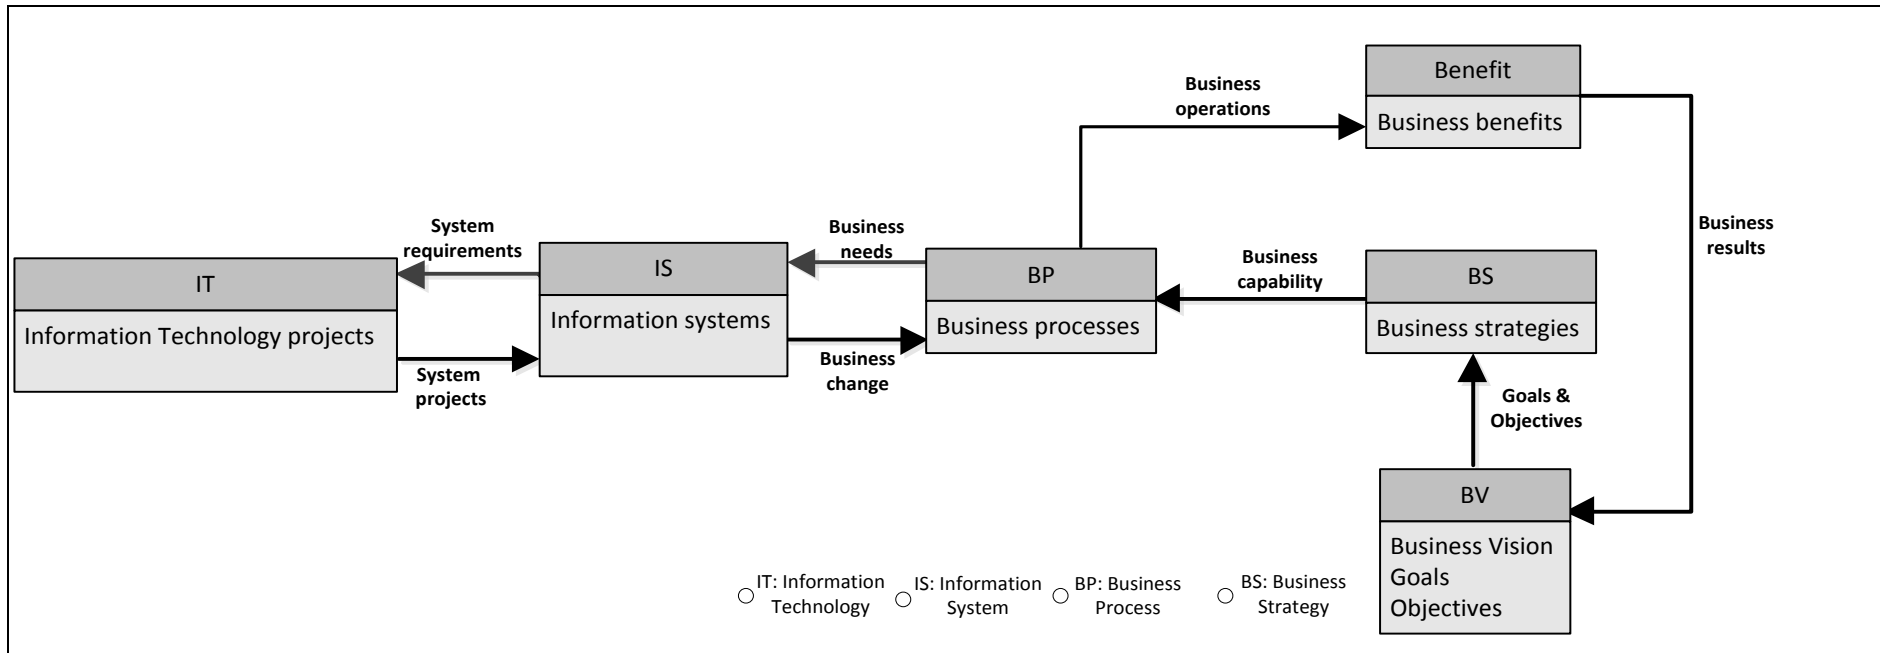 Benefit
Business benefits
Business
operations
Business
results
System
requirements
Business
needs
Business
capability
IT
Information Technology projects
IS
Information systems
BP
Business processes
BS
Business strategies
System
projects
Business
change
Goals &
Objectives
BV
Business Vision
Goals
Objectives
IT: Information
Technology
IS: Information
System
BP: Business
Process
BS: Business
Strategy